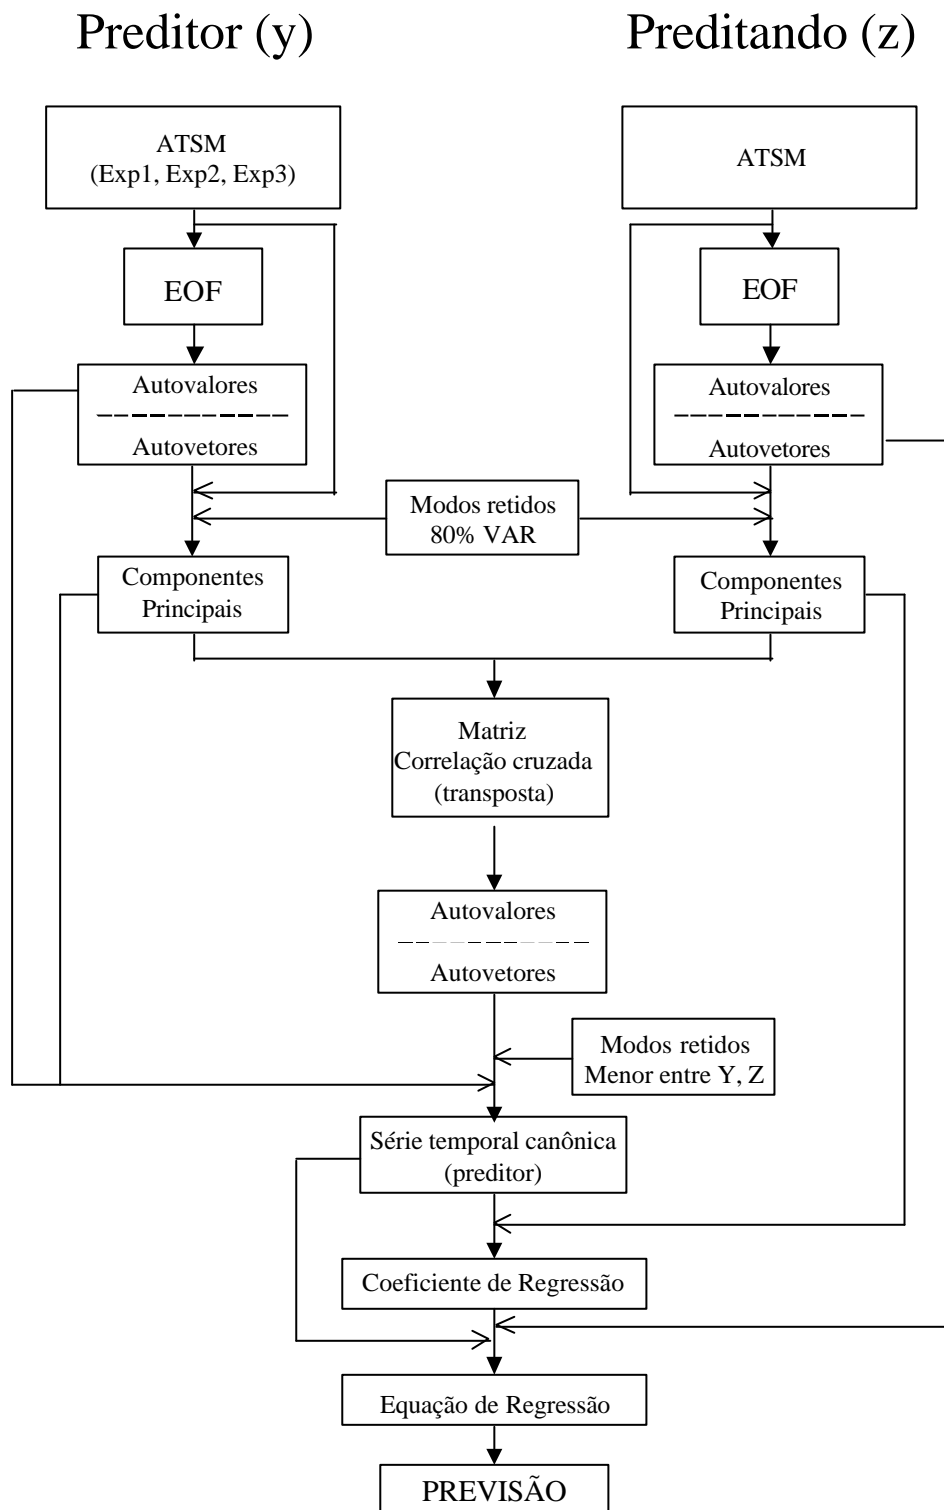 Preditor (y)
Preditando (z)
ATSM
(Exp1, Exp2, Exp3)
ATSM
EOF
EOF
Autovalores
Autovetores
Autovalores
Autovetores
Modos retidos
80% VAR
Componentes
Principais
Componentes
Principais
Matriz
Correlação cruzada
(transposta)
Autovalores
Autovetores
Modos retidos
Menor entre Y, Z
Série temporal canônica
(preditor)
Coeficiente de Regressão
Equação de Regressão
PREVISÃO